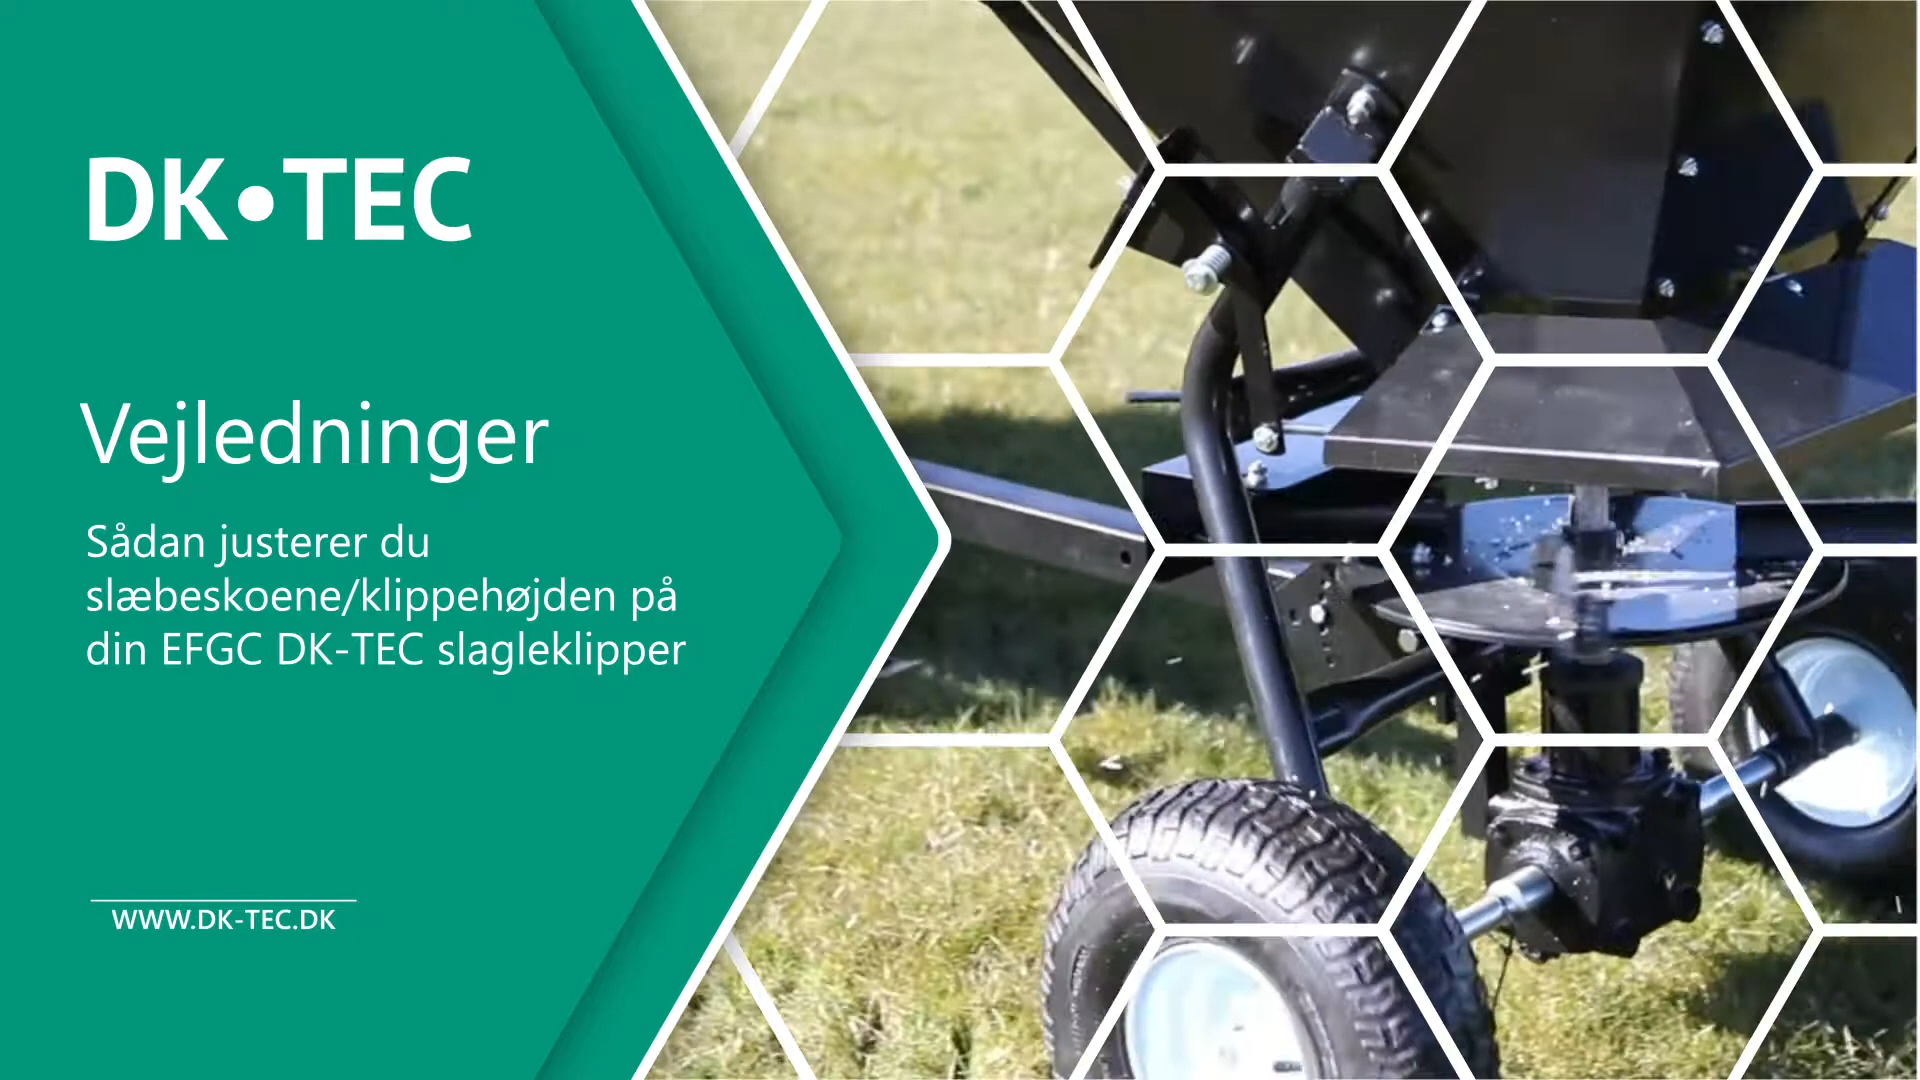 DK•TEC
Vejledninger
Sådan justerer du
slæbeskoene/klippehøjden på
din EFGC DK-TEC slagleklipper
WWW.DK-TEC.DK